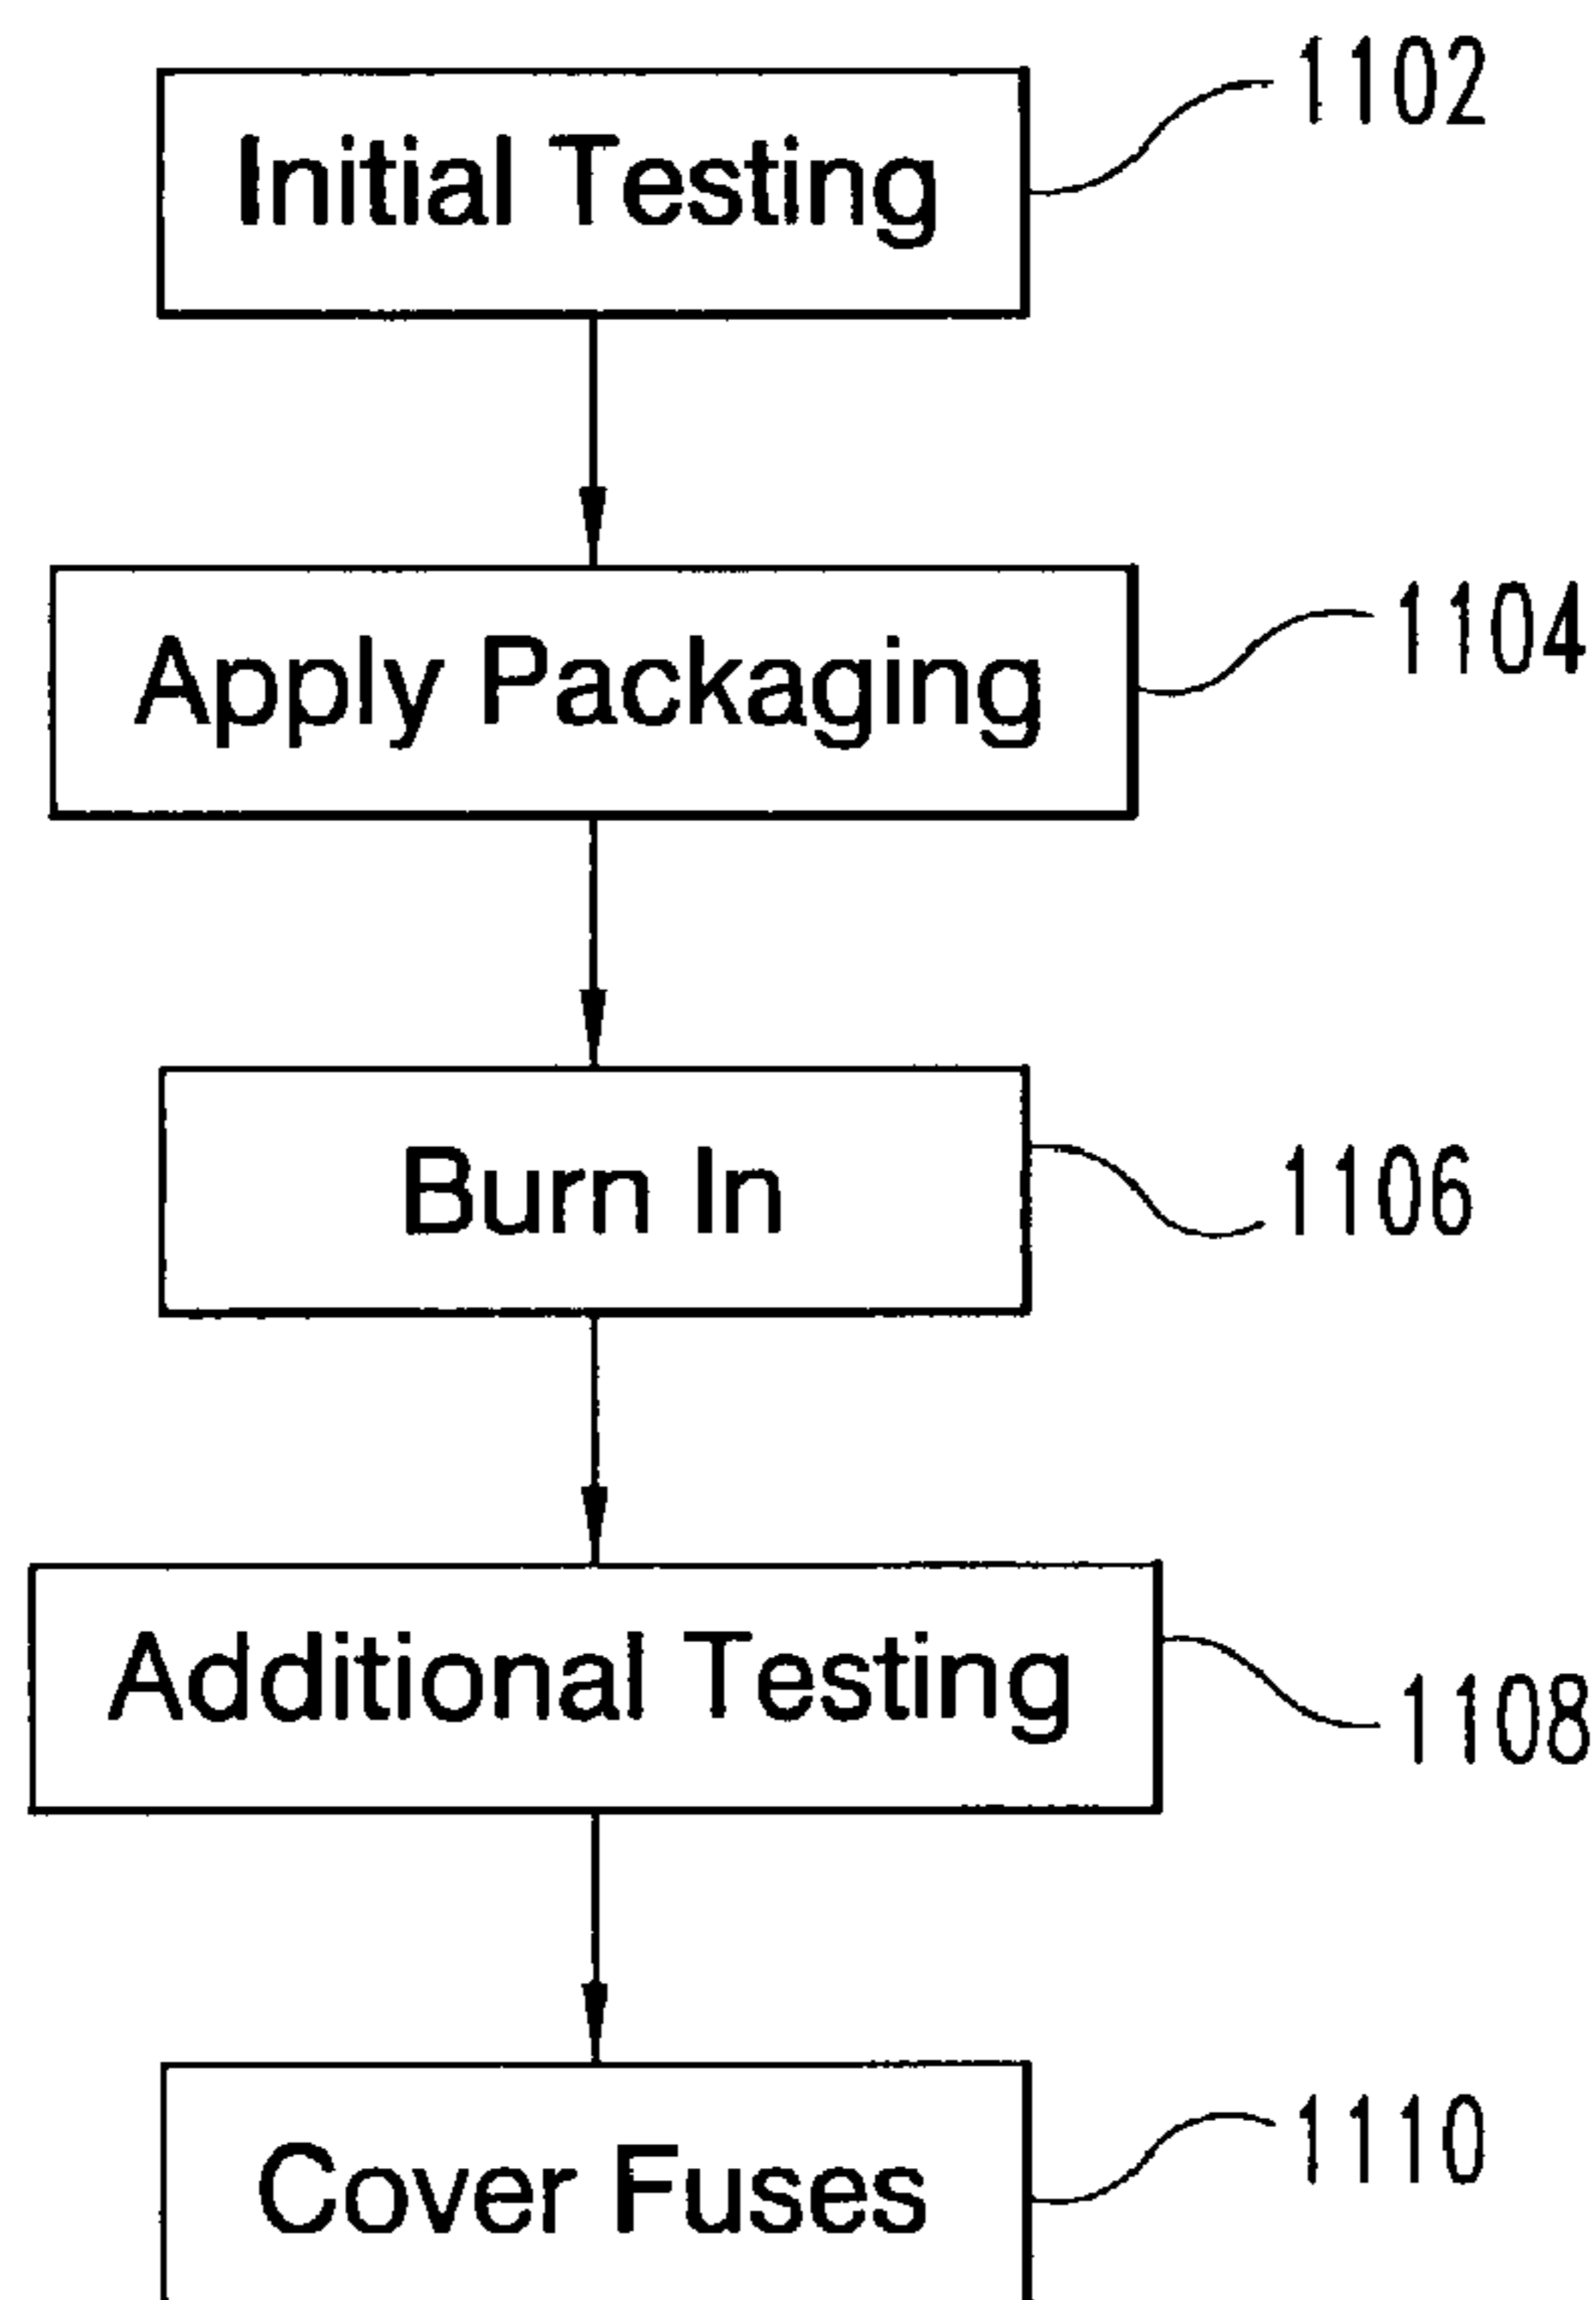 1102
Initial Testing
1104
Apply Packaging
1106
Burn In
1108
Additional Testing
1110
Cover Fuses